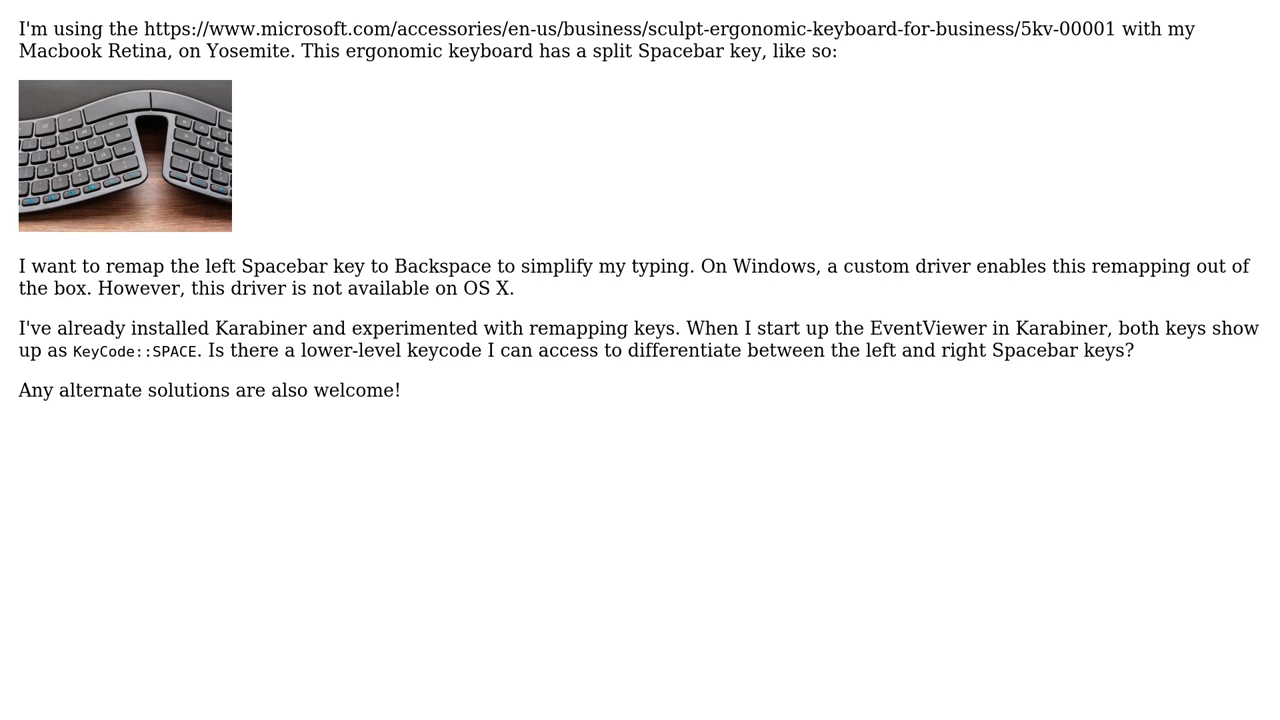 I'm using the https://www.microsoft.com/accessories/en-us/business/sculpt-ergonomic-keyboard-for-business/5kv-00001 with my
Macbook Retina, on Yosemite. This ergonomic keyboard has a split Spacebar key, like so:
I want to remap the left Spacebar key to Backspace to simplify my typing. On Windows, a custom driver enables this remapping out of
the box. However, this driver is not available on OS X.
I've already installed Karabiner and experimented with remapping keys. When I start up the EventViewer in Karabiner, both keys show
up as KeyCode::SPACE. Is there a lower-level keycode I can access to differentiate between the left and right Spacebar keys?
Any alternate solutions are also welcome!